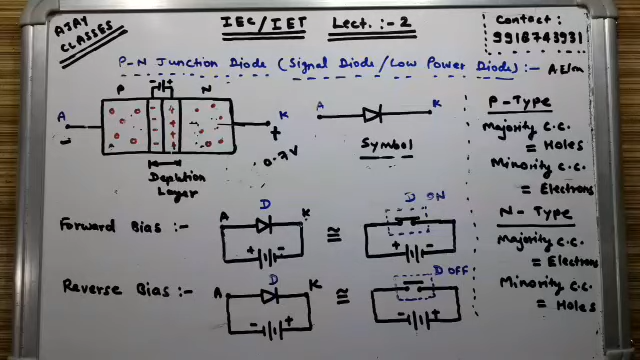 AJAY
CLASSES
IEC/IET Lect.:-2
Contact:
9916743931
P-N Junction Diode (Signal Diode/Low Power Diode):-
P N
- +
A K
- +
0.7V
Depletion
Layer
A K
Symbol
P-Type
Majority c.c.
= Holes
Minority c.c.
= Electrons
N-Type
Majority c.c.
= Electrons
Minority c.c.
= Holes
Forward Bias :- A D K ≅ D ON
+ - + -
Reverse Bias :- A D K ≅ D OFF
- + - +